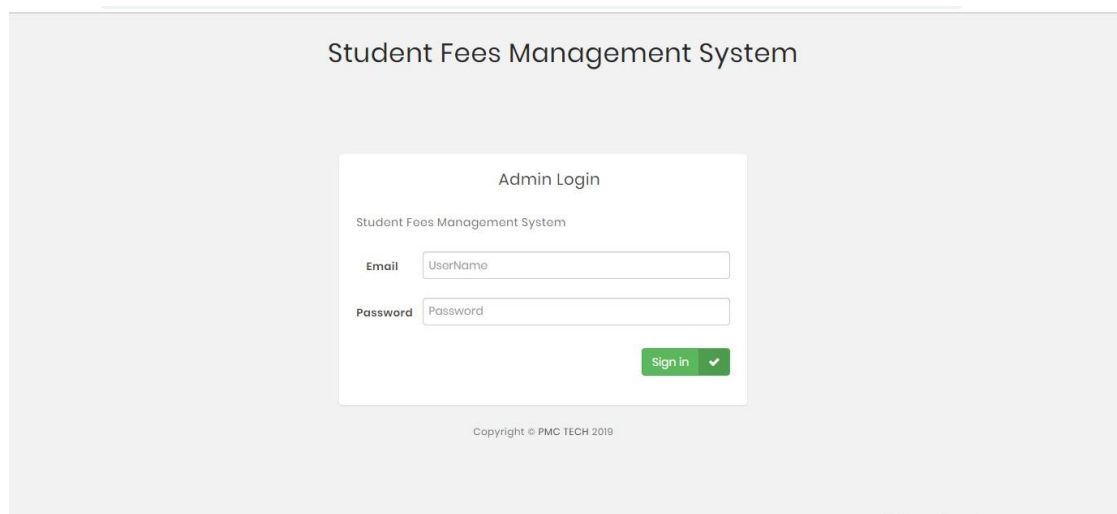 Student Fees Management System
Admin Login
Student Fees Management System
Email UserName
Password Password
Sign in
Copyright © PMC TECH 2019